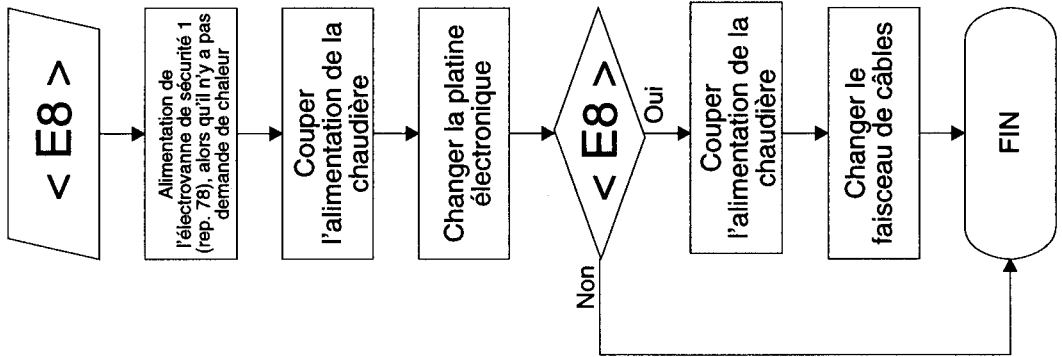 < E8 >
Alimentation de
l'électrovanne de sécurité 1
(rep. 78), alors qu'il n'y a pas
demande de chaleur
Couper
l'alimentation de la
chaudière
Changer la platine
électronique
< E8 >
Non
Oui
Couper
l'alimentation de la
chaudière
Changer le
faisceau de câbles
FIN